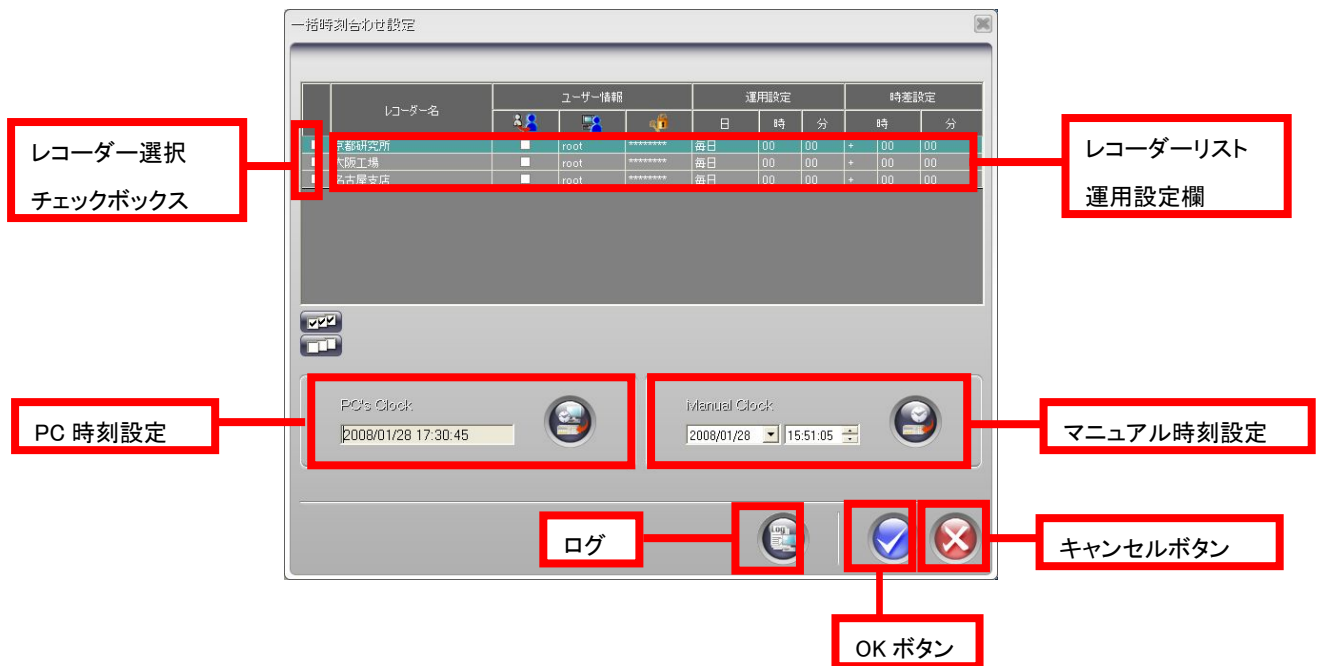 一括時刻合わせ設定
レコーダー名 ユーザー情報 運用設定 時差設定
日 時 分 時 分
京都研究所 root ******** 毎日 00 00 + 00 00
大阪工場 root ******** 毎日 00 00 + 00 00
名古屋支店 root ******** 毎日 00 00 + 00 00
レコーダー選択
チェックボックス
レコーダーリスト
運用設定欄
PC's Clock
2008/01/28 17:30:45
Manual Clock
2008/01/28 15:51:05
PC 時刻設定
マニュアル時刻設定
Log
ログ
キャンセルボタン
OK ボタン